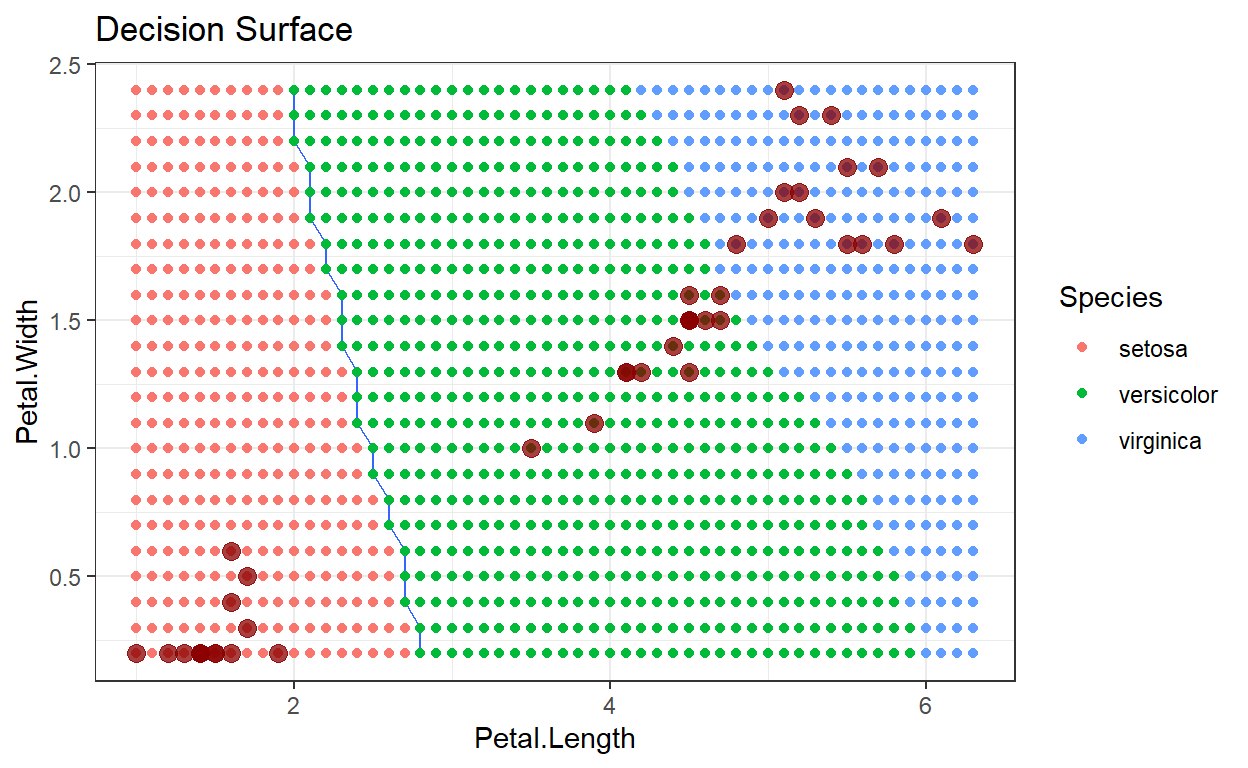 Decision Surface
2.5
2.0
1.5
1.0
0.5
Petal.Width
2
4
6
Petal.Length
Species
setosa
versicolor
virginica